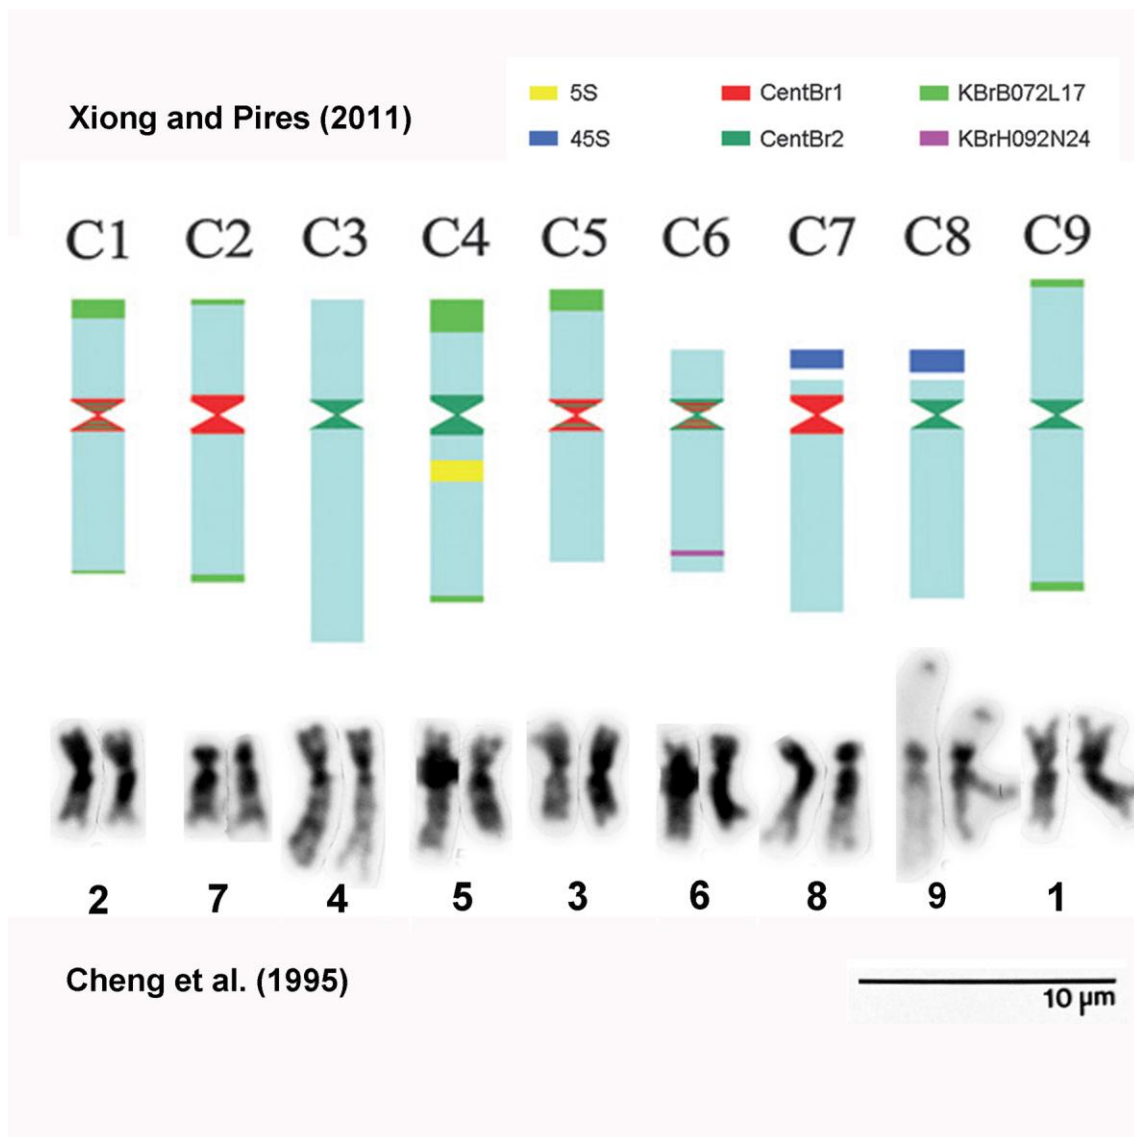 5S CentBr1 KBrB072L17
Xiong and Pires (2011)
45S CentBr2 KBrH092N24
C1 C2 C3 C4 C5 C6 C7 C8 C9
2 7 4 5 3 6 8 9 1
Cheng et al. (1995)
10 µm